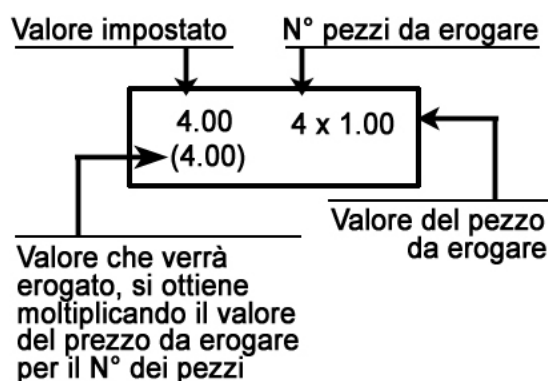 Valore impostato
N° pezzi da erogare
4.00
4 x 1.00
(4.00)
Valore del pezzo
da erogare
Valore che verrà
erogato, si ottiene
moltiplicando il valore
del prezzo da erogare
per il N° dei pezzi